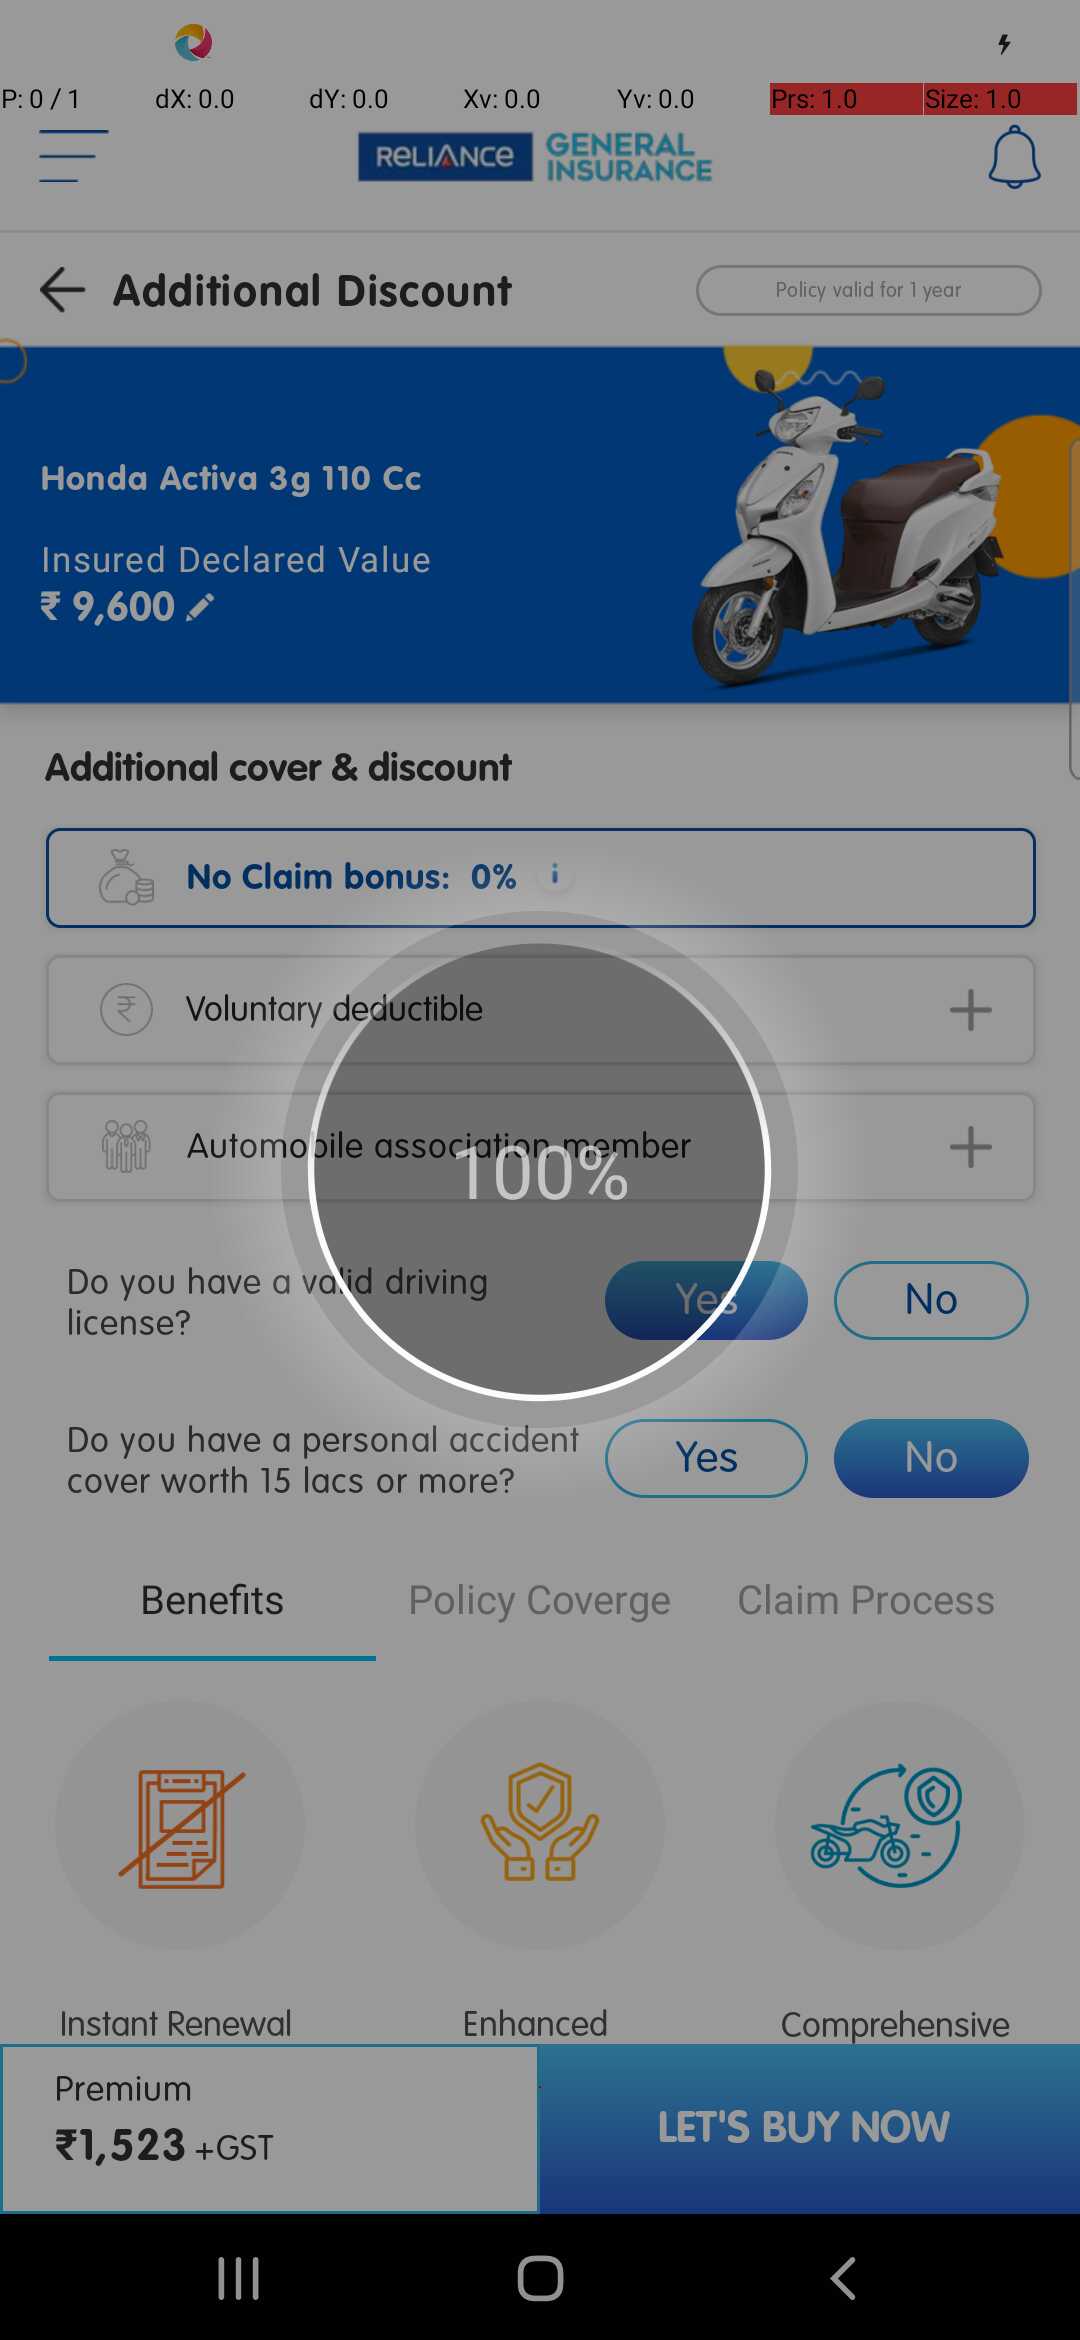 P: 0 / 1 dX: 0.0 dY: 0.0 Xv: 0.0 Yv: 0.0 Prs: 1.0 Size: 1.0
RELIANCE GENERAL
INSURANCE
Additional Discount Policy valid for 1 year
Honda Activa 3g 110 Cc
Insured Declared Value
₹ 9,600
Additional cover & discount
No Claim bonus: 0% i
Voluntary deductible +
Automobile association member +
100%
Do you have a valid driving
license? Yes No
Do you have a personal accident
cover worth 15 lacs or more? Yes No
Benefits Policy Coverge Claim Process
Instant Renewal Enhanced Comprehensive
Premium
₹1,523 +GST
LET'S BUY NOW